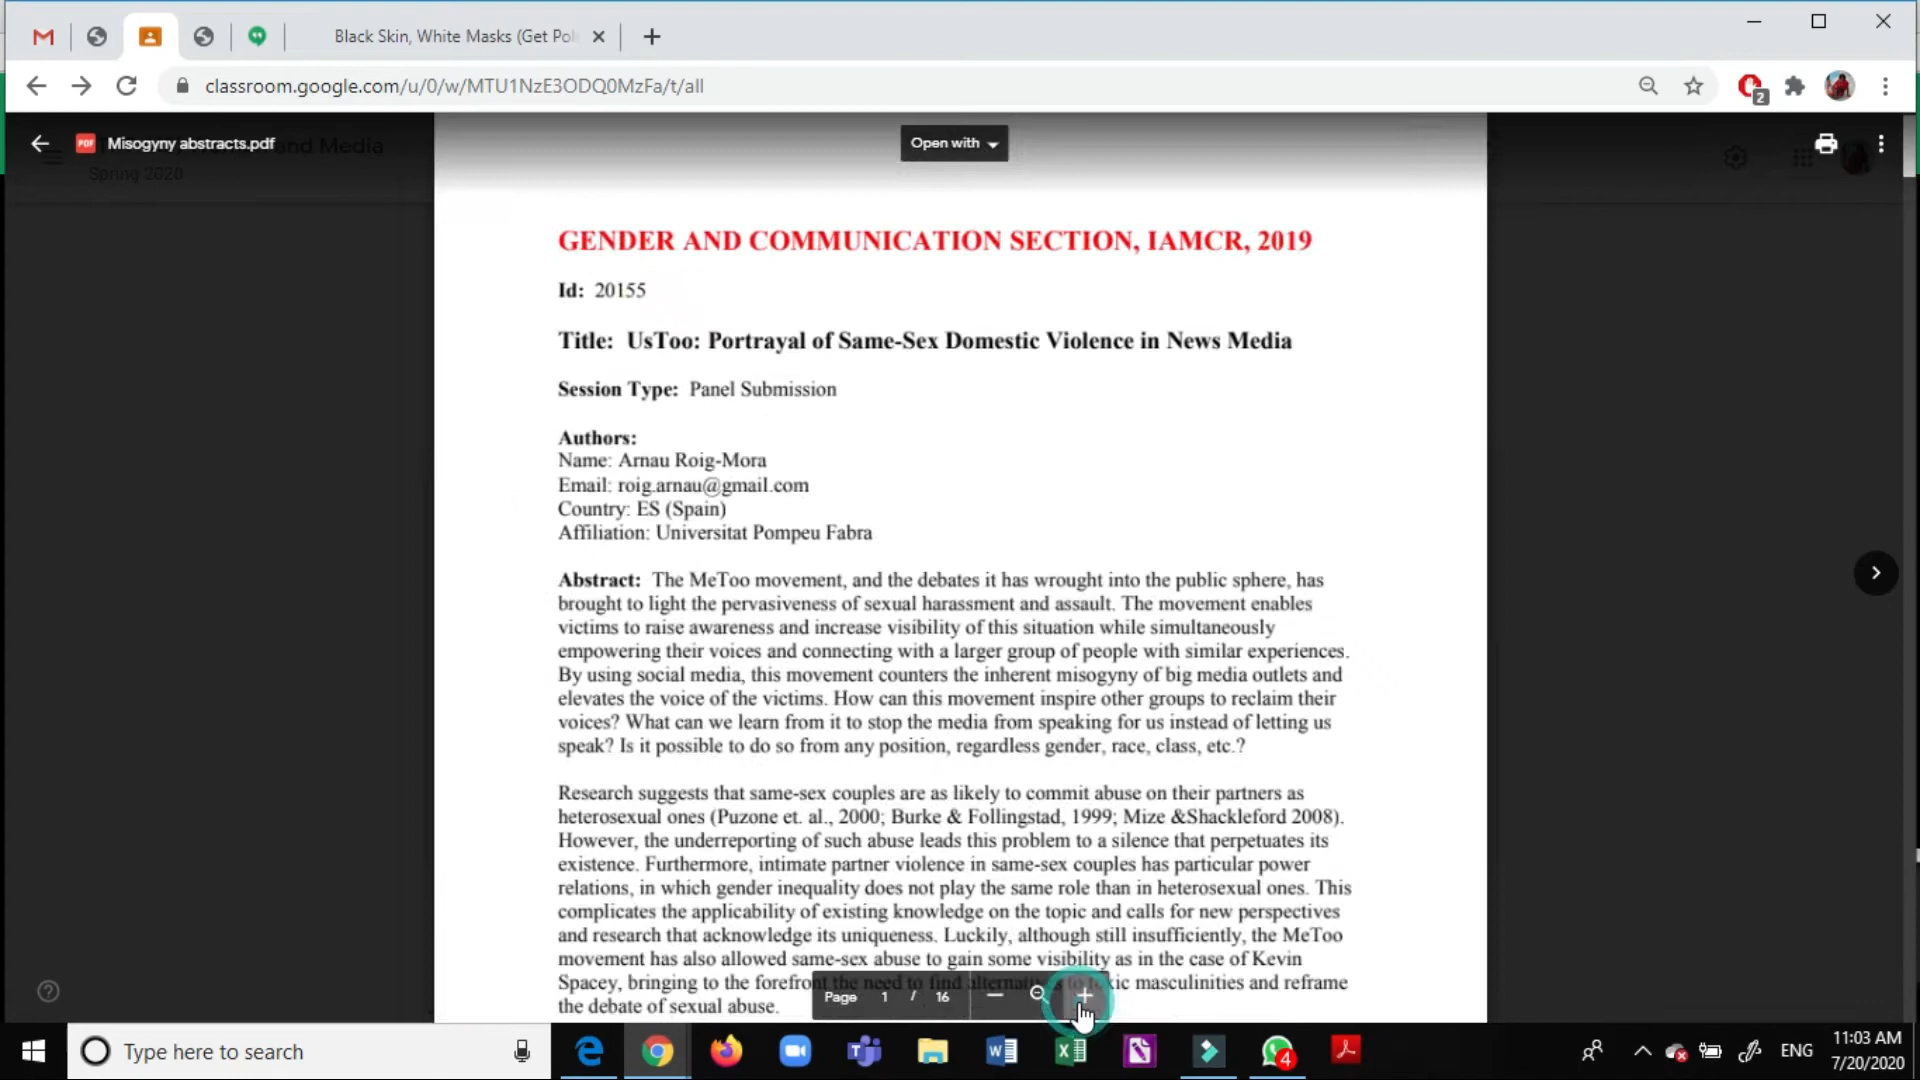 Black Skin, White Masks (Get Pol
classroom.google.com/u/0/w/MTU1NzE3ODQ0MzFa/t/all
2
PDF Misogyny abstracts.pdf
and Media
Spring 2020
Open with
GENDER AND COMMUNICATION SECTION, IAMCR, 2019
Id: 20155
Title: UsToo: Portrayal of Same-Sex Domestic Violence in News Media
Session Type: Panel Submission
Authors:
Name: Arnau Roig-Mora
Email: roig.arnau@gmail.com
Country: ES (Spain)
Affiliation: Universitat Pompeu Fabra
Abstract: The MeToo movement, and the debates it has wrought into the public sphere, has
brought to light the pervasiveness of sexual harassment and assault. The movement enables
victims to raise awareness and increase visibility of this situation while simultaneously
empowering their voices and connecting with a larger group of people with similar experiences.
By using social media, this movement counters the inherent misogyny of big media outlets and
elevates the voice of the victims. How can this movement inspire other groups to reclaim their
voices? What can we learn from it to stop the media from speaking for us instead of letting us
speak? Is it possible to do so from any position, regardless gender, race, class, etc.?
Research suggests that same-sex couples are as likely to commit abuse on their partners as
heterosexual ones (Puzone et. al., 2000; Burke & Follingstad, 1999; Mize &Shackleford 2008).
However, the underreporting of such abuse leads this problem to a silence that perpetuates its
existence. Furthermore, intimate partner violence in same-sex couples has particular power
relations, in which gender inequality does not play the same role than in heterosexual ones. This
complicates the applicability of existing knowledge on the topic and calls for new perspectives
and research that acknowledge its uniqueness. Luckily, although still insufficiently, the MeToo
movement has also allowed same-sex abuse to gain some visibility as in the case of Kevin
Spacey, bringing to the forefront the need to find masculinities and reframe
the debate of sexual abuse.
Page 1 / 16
Type here to search
4
ENG
11:03 AM
7/20/2020